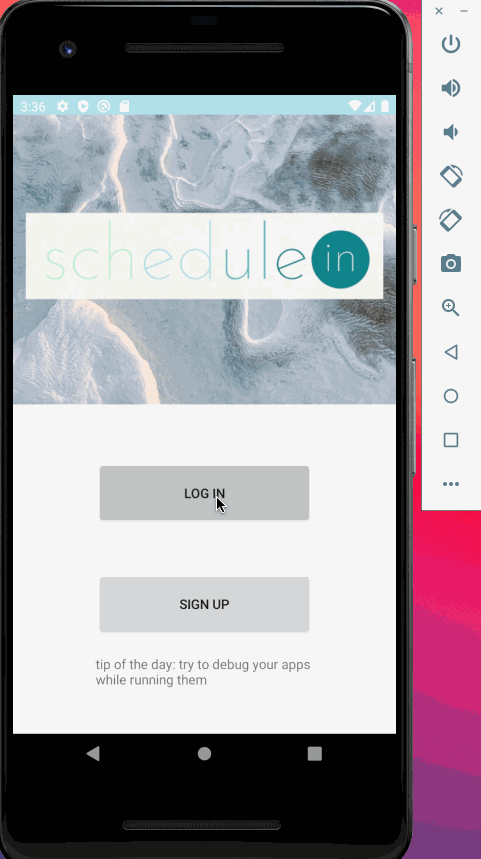 3:36
schedule in
LOG IN
SIGN UP
tip of the day: try to debug your apps
while running them